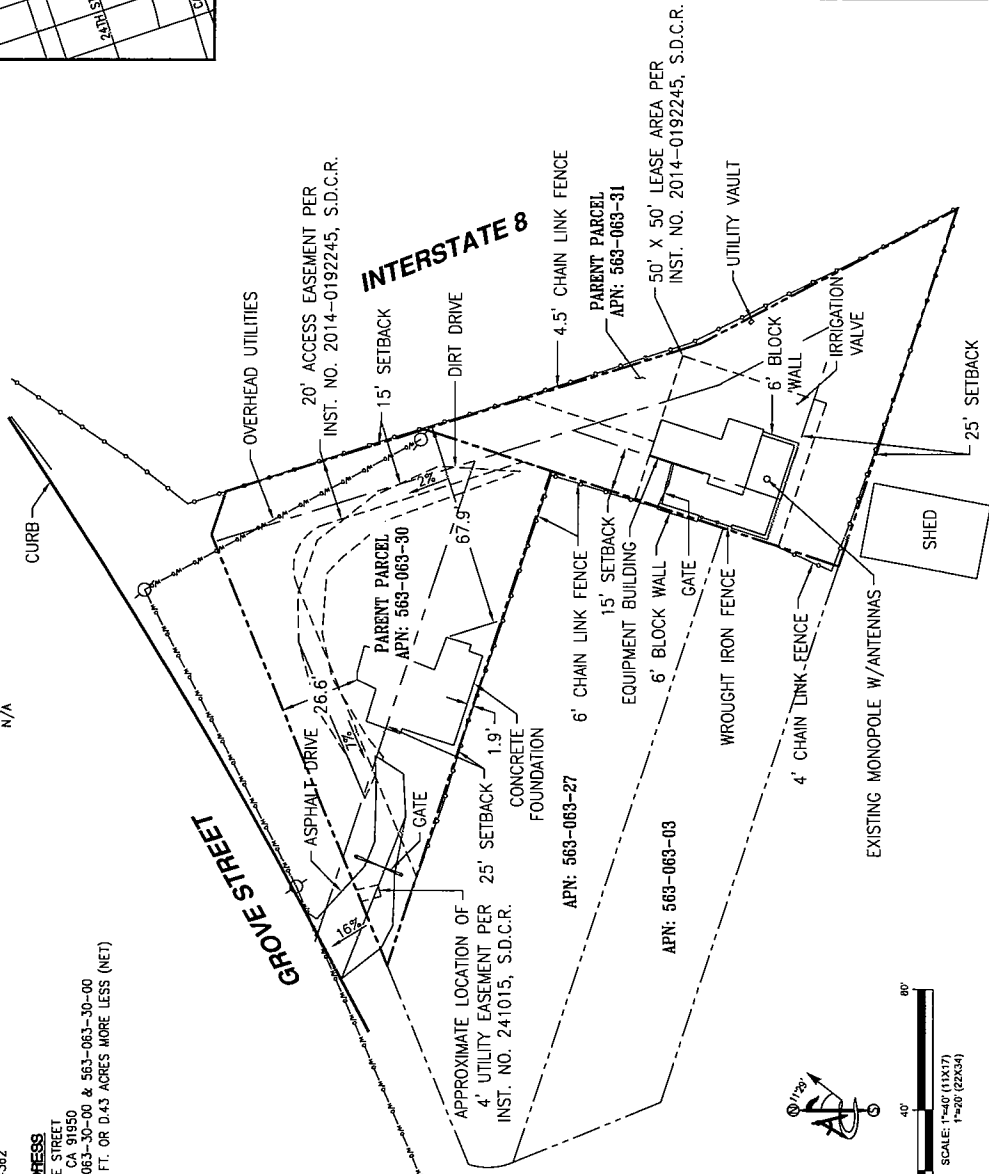 24TH S
N/A
CURB
OVERHEAD UTILITIES
20' ACCESS EASEMENT PER
INST. NO. 2014-0192245, S.D.C.R.
15' SETBACK
INTERSTATE 8
DIRT DRIVE
4.5' CHAIN LINK FENCE
PARENT PARCEL
APN: 563-063-31
50' X 50' LEASE AREA PER
INST. NO. 2014-0192245, S.D.C.R.
UTILITY VAULT
6' BLOCK
WALL
IRRIGATION
VALVE
25' SETBACK
SHED
2%
67.9'
PARENT PARCEL
APN: 563-063-30
26.6'
7%
GROVE STREET
ASPHALT DRIVE
GATE
16%
1.9'
CONCRETE
FOUNDATION
25' SETBACK
6' CHAIN LINK FENCE
15' SETBACK
EQUIPMENT BUILDING
6' BLOCK WALL
GATE
WROUGHT IRON FENCE
4' CHAIN LINK FENCE
EXISTING MONOPOLE W/ANTENNAS
APN: 563-063-27
APN: 563-063-03
APPROXIMATE LOCATION OF
4' UTILITY EASEMENT PER
INST. NO. 241015, S.D.C.R.
RESS
E STREET
CA 91950
063-30-00 & 563-063-30-00
FT. OR 0.43 ACRES MORE LESS (NET)
N
11°29'
S
40'
80'
SCALE: 1"=40' (11X17)
1"=20' (22X34)